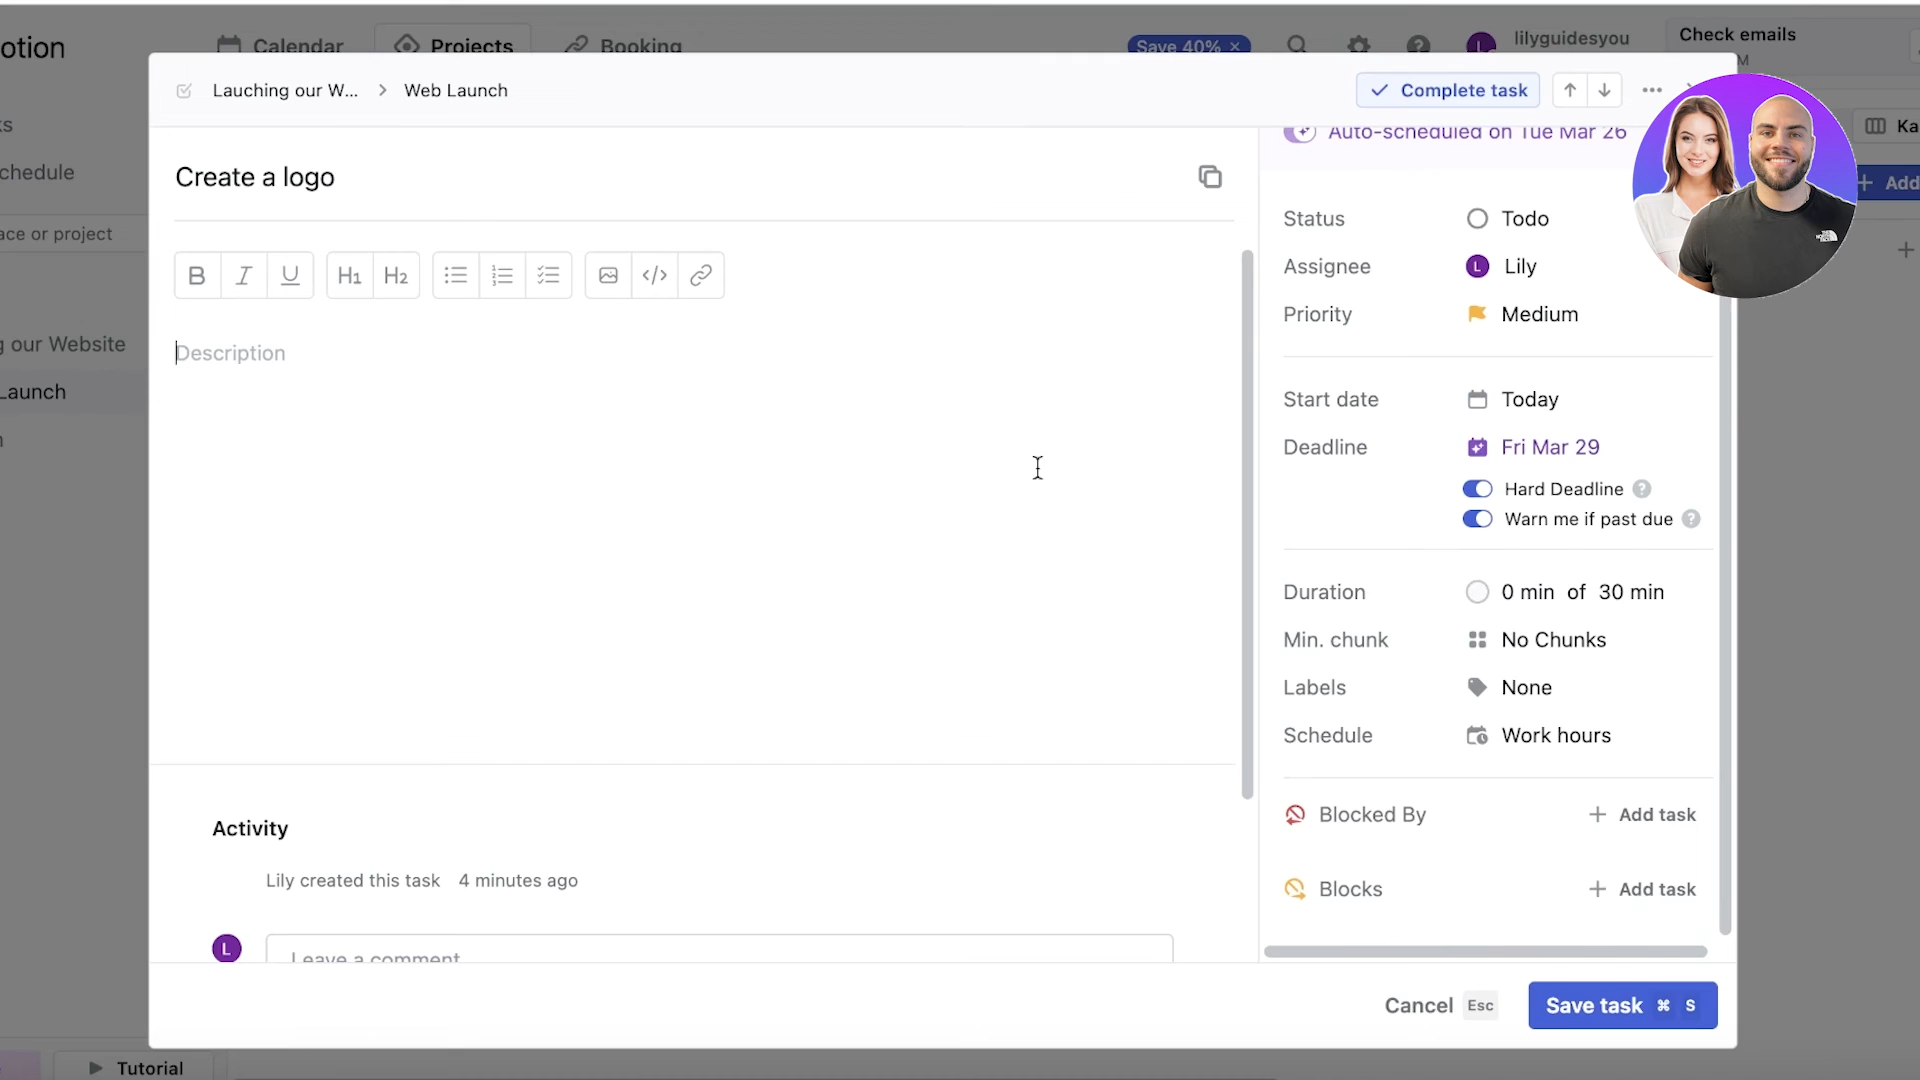 otion
Calendar
Projects
Booking
Save 40% ×
lilyguidesyou
Check emails
M
ks
chedule
ace or project
g our Website
Launch
n
Tutorial
Ka
+ Add
Lauching our W... > Web Launch
Complete task
Create a logo
B I U H1 H2
Description
Activity
Lily created this task 4 minutes ago
L
Leave a comment
Auto-scheduled on Tue Mar 26
Status Todo
Assignee L Lily
Priority Medium
Start date Today
Deadline Fri Mar 29
Hard Deadline ?
Warn me if past due ?
Duration 0 min of 30 min
Min. chunk No Chunks
Labels None
Schedule Work hours
Blocked By + Add task
Blocks + Add task
Cancel Esc
Save task ⌘ S